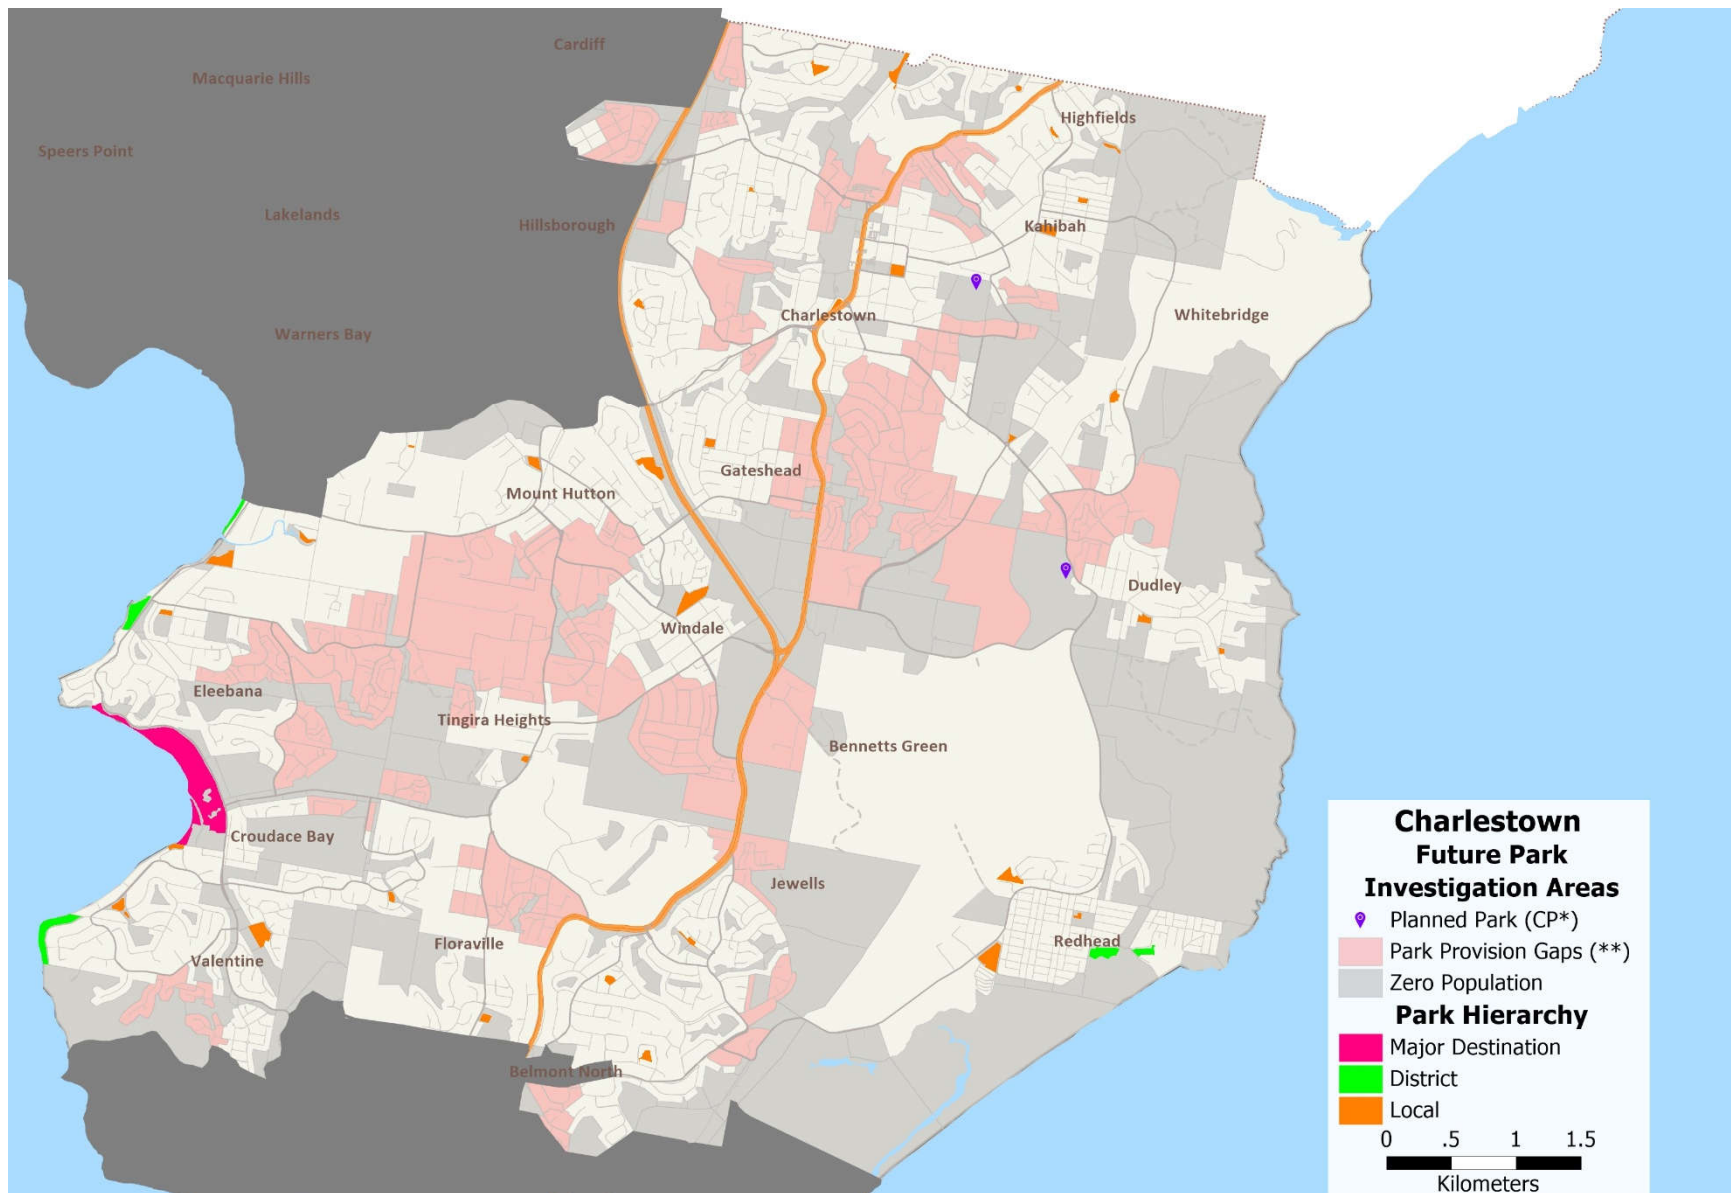 Cardiff
Macquarie Hills
Highfields
Speers Point
Lakelands
Hillsborough
Kahibah
Charlestown
Whitebridge
Warners Bay
Gateshead
Mount Hutton
Dudley
Windale
Eleebana
Tingira Heights
Bennetts Green
Croudace Bay
Jewells
Floraville
Redhead
Valentine
Belmont North
Charlestown
Future Park
Investigation Areas
Planned Park (CP*)
Park Provision Gaps (**)
Zero Population
Park Hierarchy
Major Destination
District
Local
0 .5 1 1.5
Kilometers